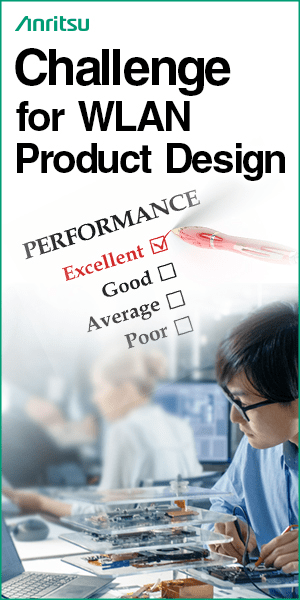 Anritsu
Challenge
for WLAN
Product Design
PERFORMANCE
Excellent
Good
Average
Poor